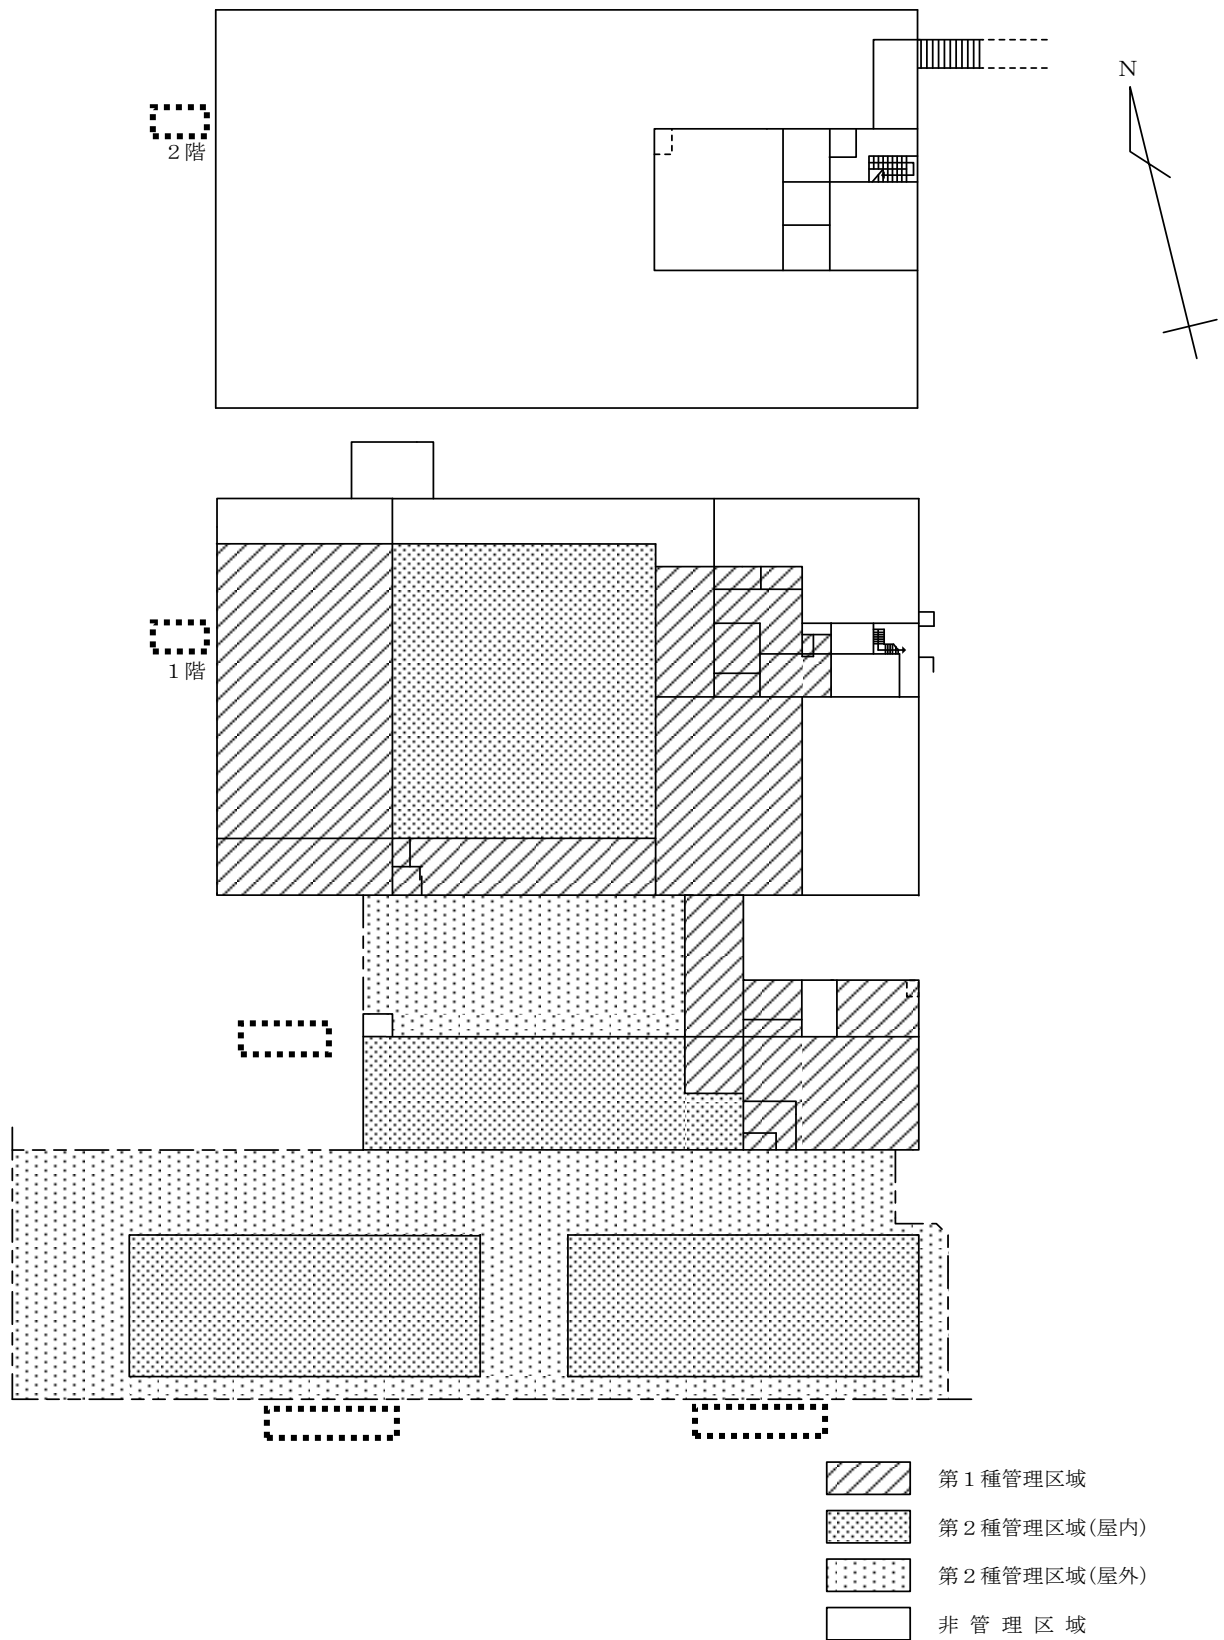 N
２階
１階
第１種管理区域
第２種管理区域(屋内)
第２種管理区域(屋外)
非 管 理 区 域